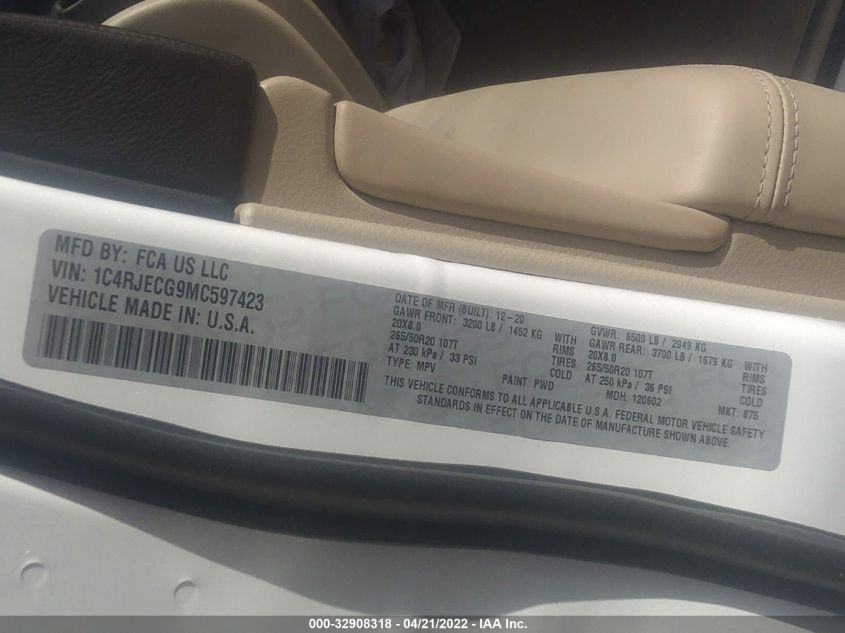 MFD BY: FCA US LLC
VIN: 1C4RJECG9MC597423
VEHICLE MADE IN: U.S.A.
DATE OF MFR (BUILT): 12-20
GAWR FRONT: 3200 LB / 1452 KG WITH
20X8.0 RIMS
265/50R20 107T TIRES
AT 230 kPa / 33 PSI COLD
TYPE: MPV PAINT: PWD
GVWR: 6500 LB / 2949 KG
GAWR REAR: 3700 LB / 1679 KG WITH
20X8.0 RIMS
265/50R20 107T TIRES
AT 250 kPa / 36 PSI COLD
MDH: 120602 MKT: 875
THIS VEHICLE CONFORMS TO ALL APPLICABLE U.S.A. FEDERAL MOTOR VEHICLE SAFETY
STANDARDS IN EFFECT ON THE DATE OF MANUFACTURE SHOWN ABOVE
000-32908318 - 04/21/2022 - IAA Inc.